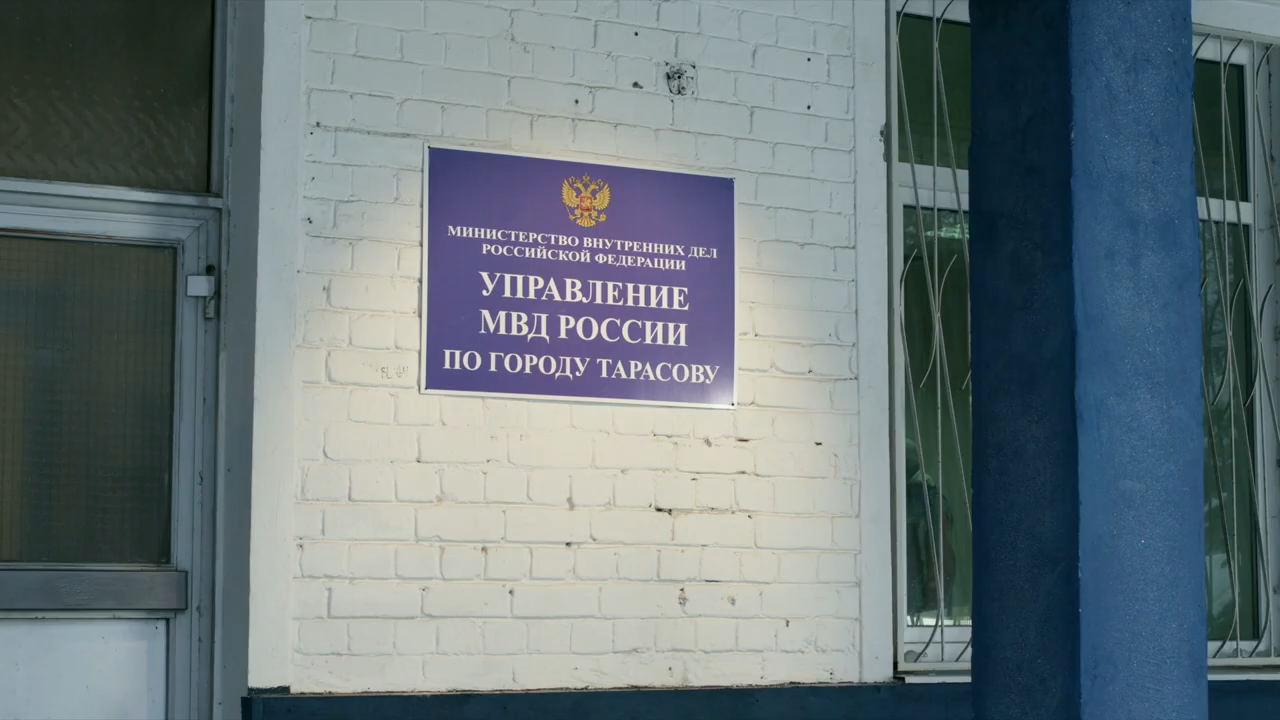 МИНИСТЕРСТВО ВНУТРЕННИХ ДЕЛ
РОССИЙСКОЙ ФЕДЕРАЦИИ
УПРАВЛЕНИЕ
МВД РОССИИ
ПО ГОРОДУ ТАРАСОВУ